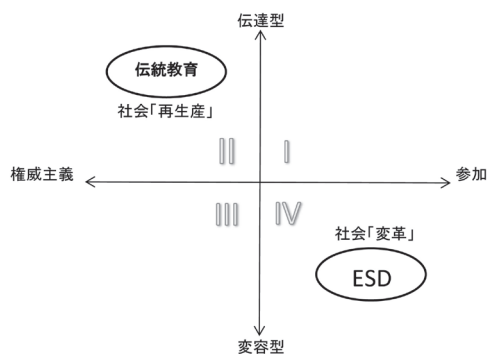 伝達型
伝統教育
社会「再生産」
II I
権威主義 参加
III IV
社会「変革」
ESD
変容型